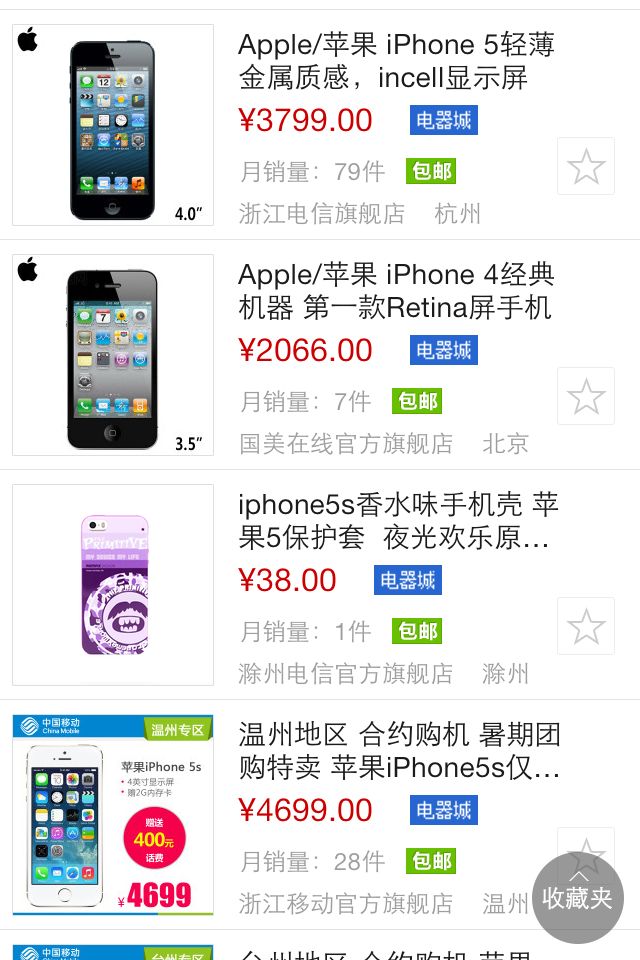 Apple/苹果 iPhone 5轻薄
金属质感，incell显示屏
¥3799.00 电器城
月销量：79件 包邮
浙江电信旗舰店 杭州
4.0"
Apple/苹果 iPhone 4经典
机器 第一款Retina屏手机
¥2066.00 电器城
月销量：7件 包邮
国美在线官方旗舰店 北京
3.5"
iphone5s香水味手机壳 苹
果5保护套 夜光欢乐原…
¥38.00 电器城
月销量：1件 包邮
滁州电信官方旗舰店 滁州
PRIMITIVE
中国移动
China Mobile
温州专区
苹果iPhone 5s
• 4英寸显示屏
• 赠2G内存卡
赠送
400元
话费
¥4699
温州地区 合约购机 暑期团
购特卖 苹果iPhone5s仅…
¥4699.00 电器城
月销量：28件 包邮
浙江移动官方旗舰店 温州
收藏夹
中国移动
台州专区
台州地区 合约购机 苹果